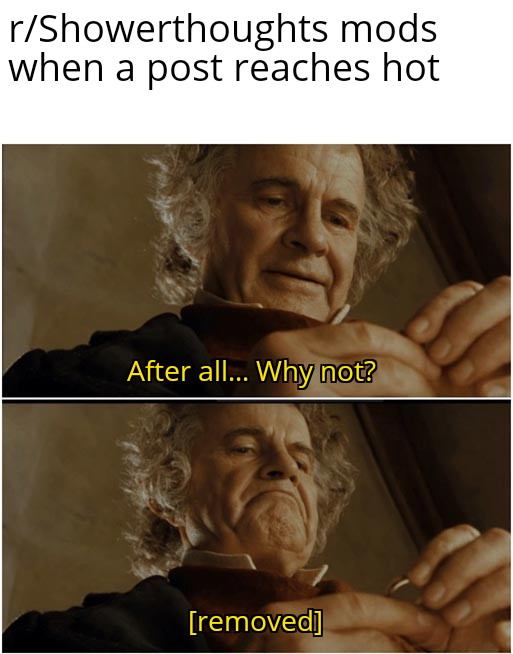 r/Showerthoughts mods
when a post reaches hot
After all... Why not?
[removed]